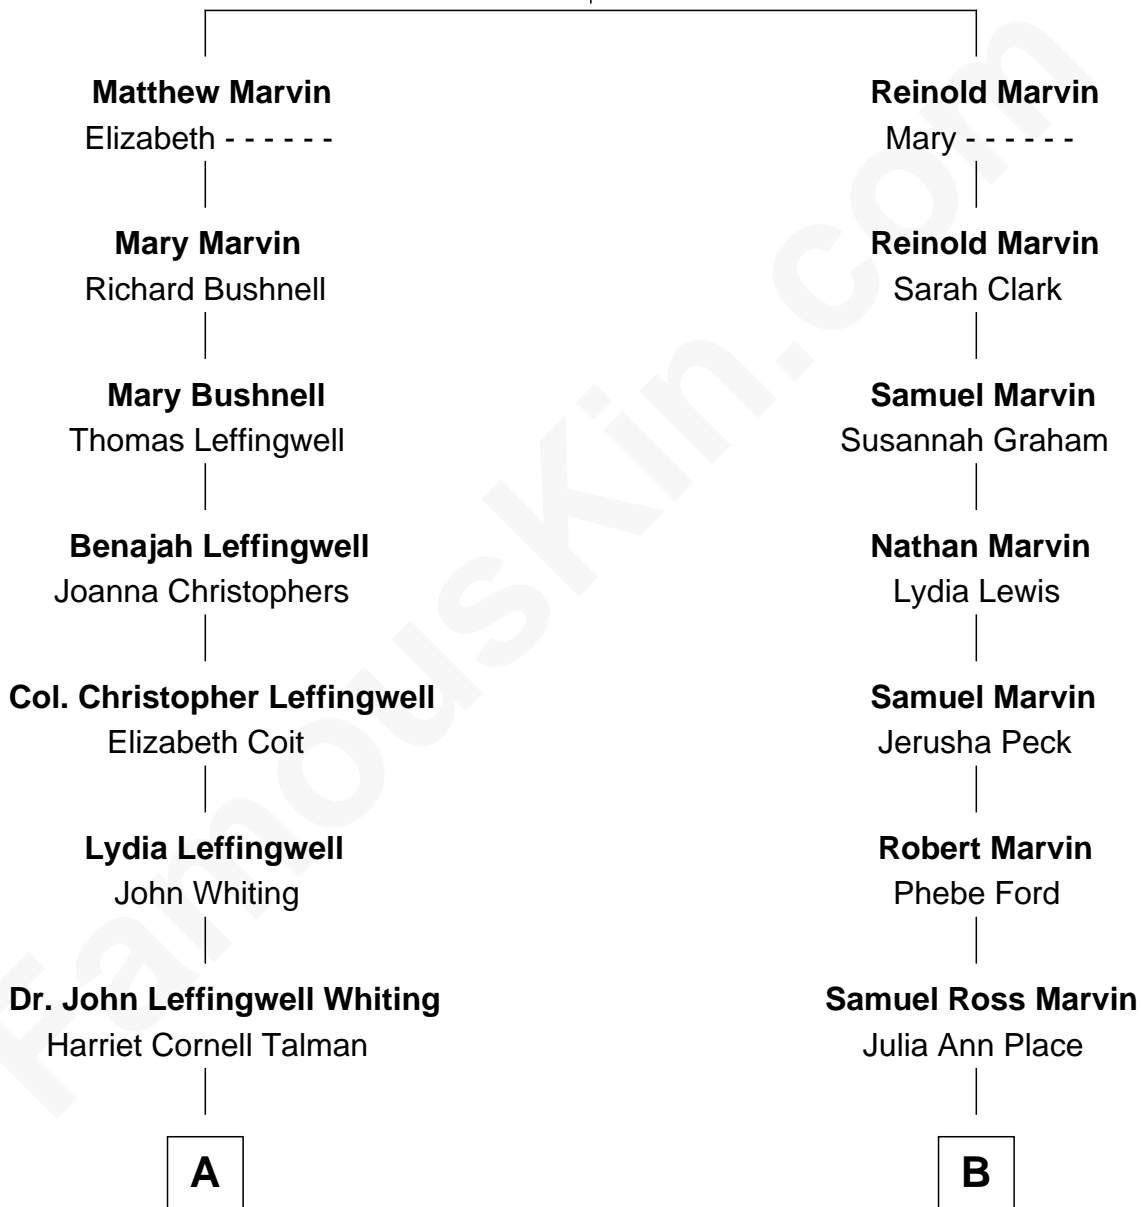 Matthew Marvin
Elizabeth - - - - - -
Mary Marvin
Richard Bushnell
Mary Bushnell
Thomas Leffingwell
Benajah Leffingwell
Joanna Christophers
Col. Christopher Leffingwell
Elizabeth Coit
Lydia Leffingwell
John Whiting
Dr. John Leffingwell Whiting
Harriet Cornell Talman
A
Reinold Marvin
Mary - - - - - -
Reinold Marvin
Sarah Clark
Samuel Marvin
Susannah Graham
Nathan Marvin
Lydia Lewis
Samuel Marvin
Jerusha Peck
Robert Marvin
Phebe Ford
Samuel Ross Marvin
Julia Ann Place
B
FamousKin.com